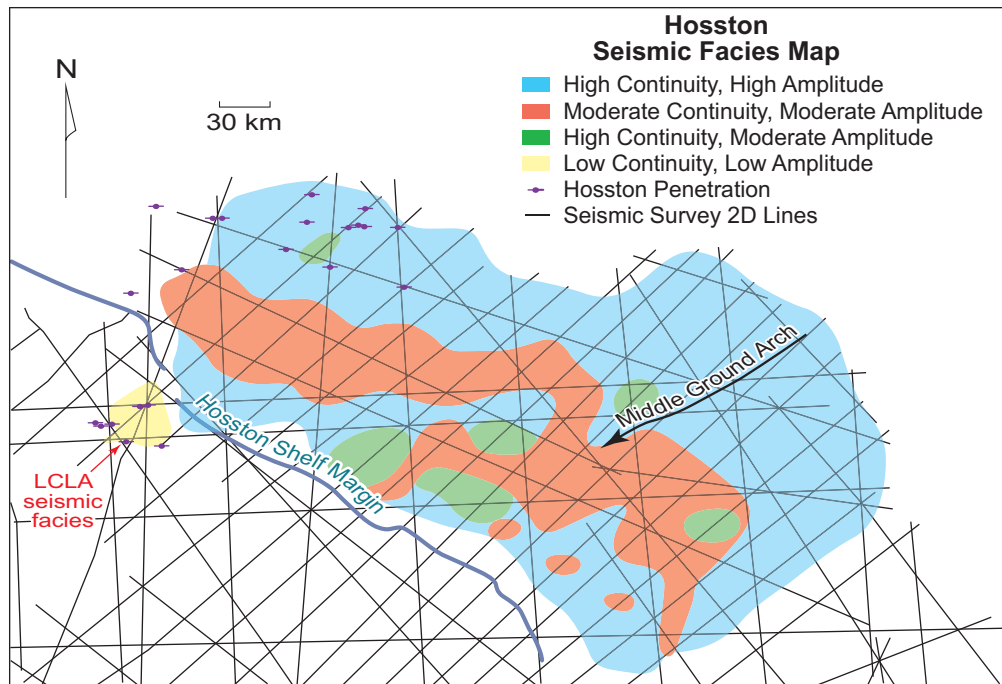 Hosston
Seismic Facies Map
N
30 km
High Continuity, High Amplitude
Moderate Continuity, Moderate Amplitude
High Continuity, Moderate Amplitude
Low Continuity, Low Amplitude
Hosston Penetration
Seismic Survey 2D Lines
Middle Ground Arch
Hosston Shelf Margin
LCLA
seismic
facies